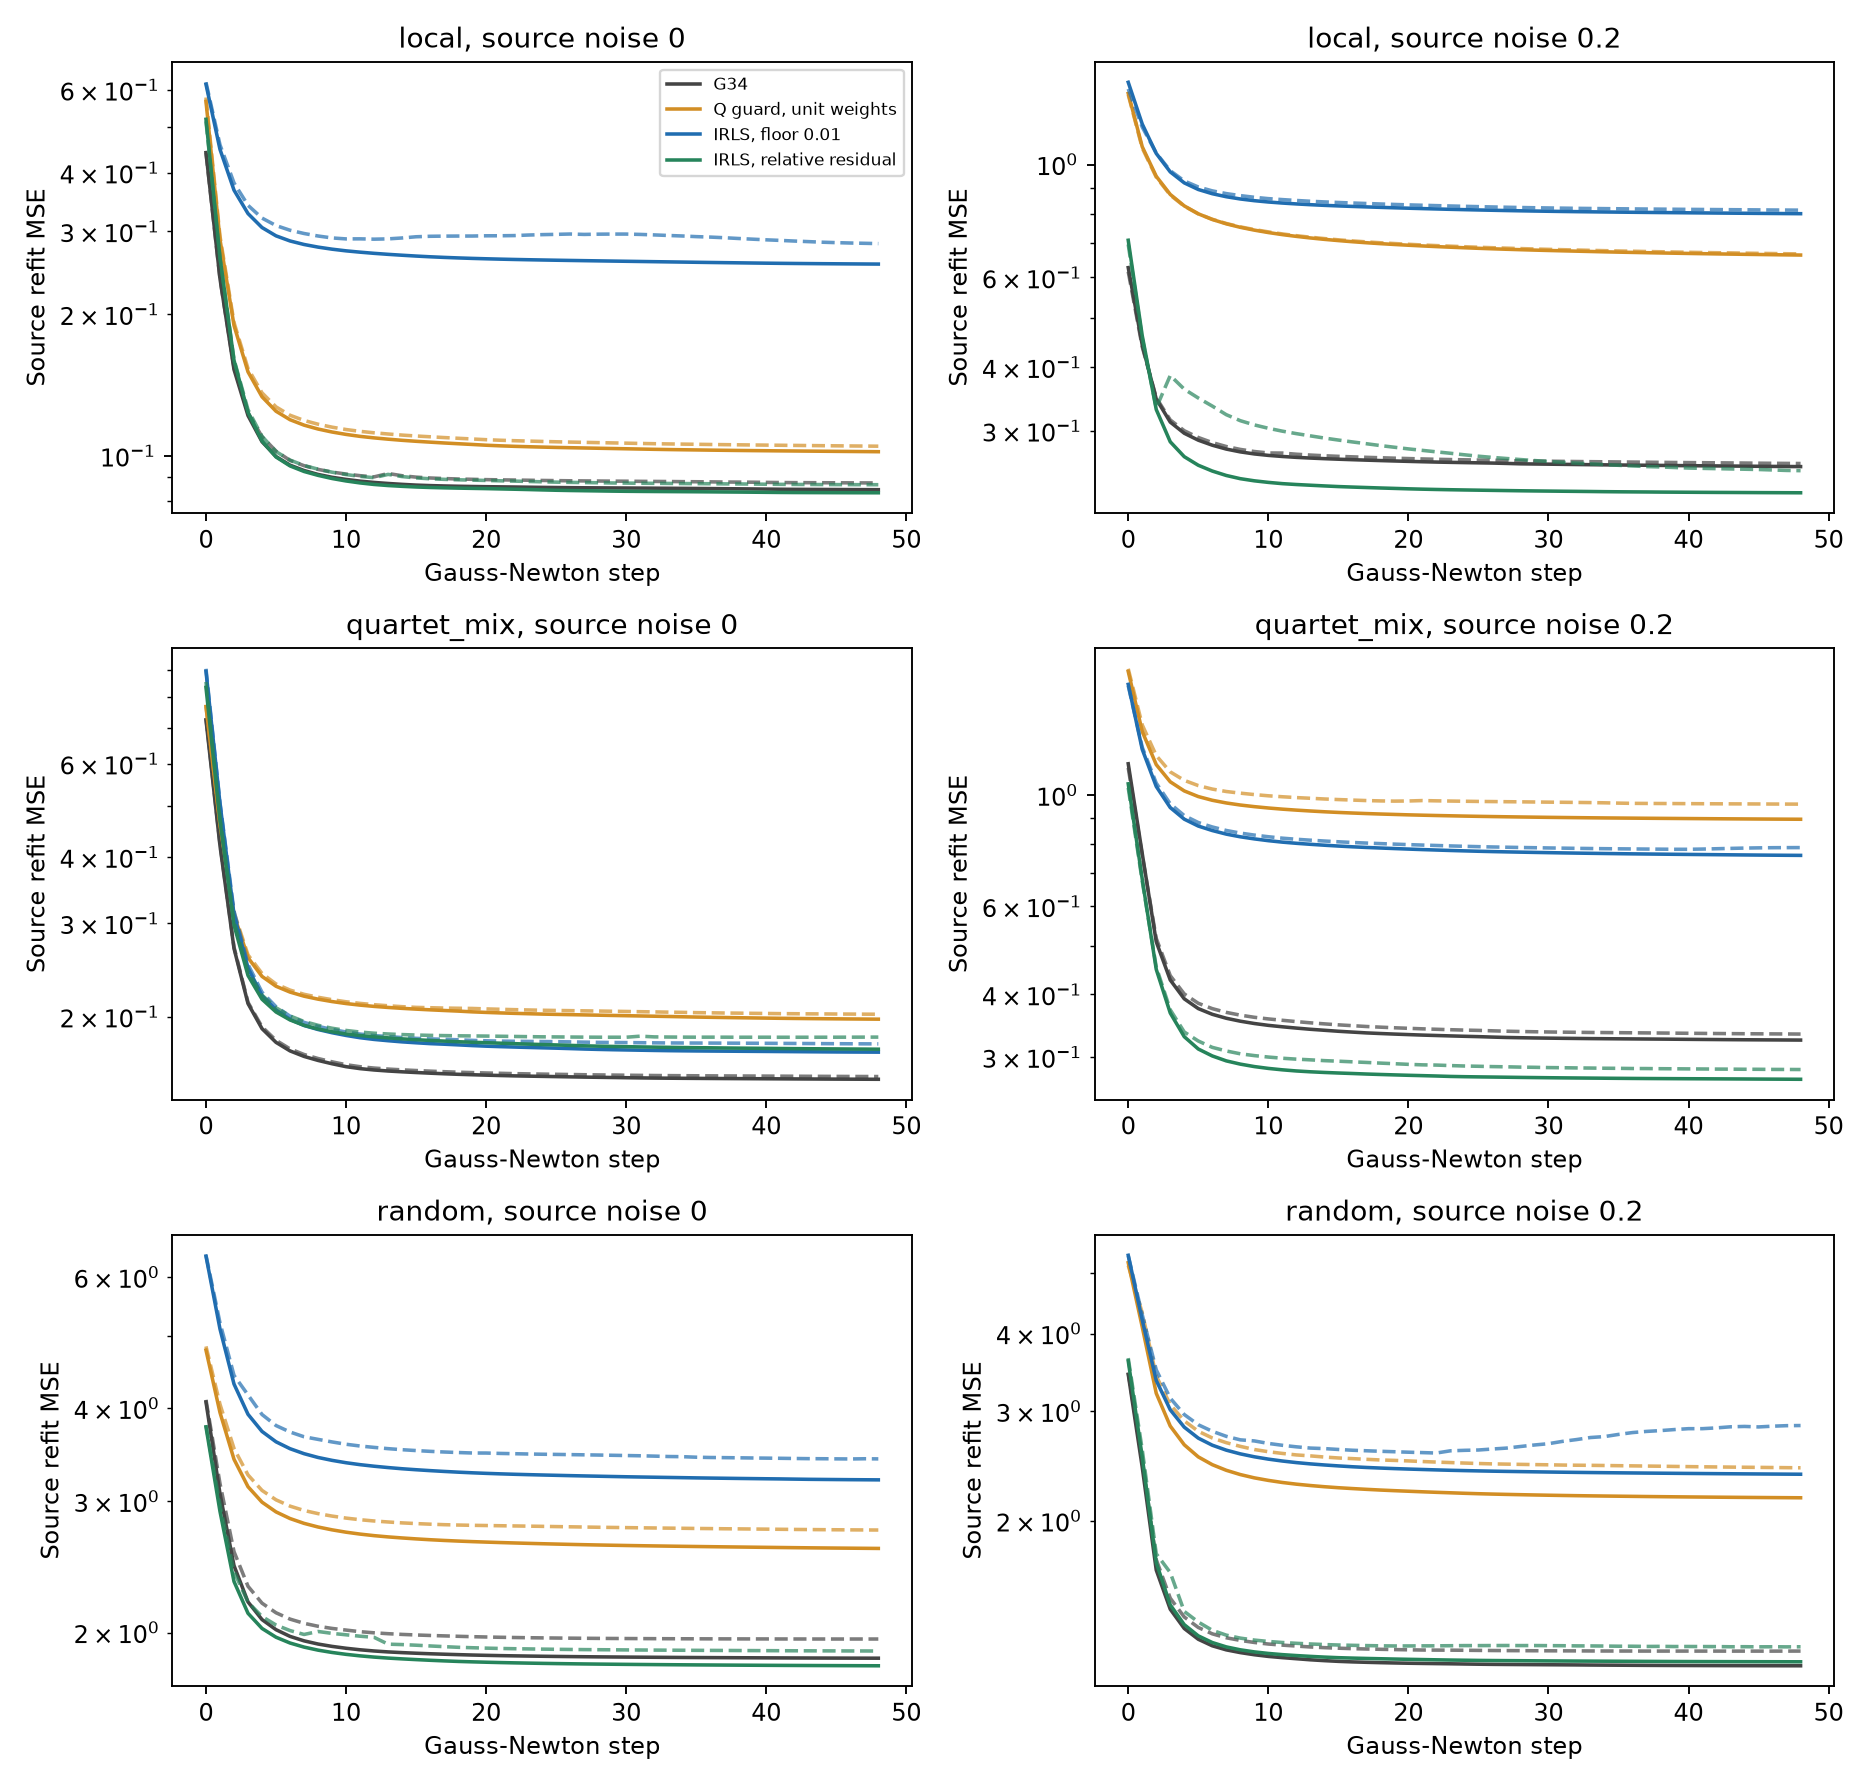 local, source noise 0
6 × 10⁻¹
4 × 10⁻¹
3 × 10⁻¹
2 × 10⁻¹
10⁻¹
Source refit MSE
G34
Q guard, unit weights
IRLS, floor 0.01
IRLS, relative residual
0 10 20 30 40 50
Gauss-Newton step
local, source noise 0.2
10⁰
6 × 10⁻¹
4 × 10⁻¹
3 × 10⁻¹
Source refit MSE
0 10 20 30 40 50
Gauss-Newton step
quartet_mix, source noise 0
6 × 10⁻¹
4 × 10⁻¹
3 × 10⁻¹
2 × 10⁻¹
Source refit MSE
0 10 20 30 40 50
Gauss-Newton step
quartet_mix, source noise 0.2
10⁰
6 × 10⁻¹
4 × 10⁻¹
3 × 10⁻¹
Source refit MSE
0 10 20 30 40 50
Gauss-Newton step
random, source noise 0
6 × 10⁰
4 × 10⁰
3 × 10⁰
2 × 10⁰
Source refit MSE
0 10 20 30 40 50
Gauss-Newton step
random, source noise 0.2
4 × 10⁰
3 × 10⁰
2 × 10⁰
Source refit MSE
0 10 20 30 40 50
Gauss-Newton step